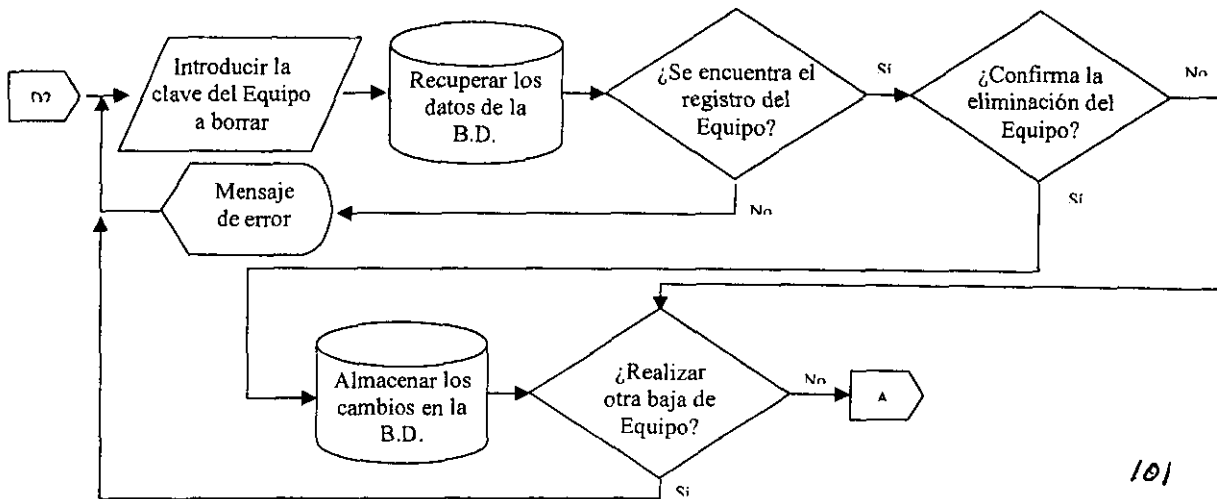 Introducir la
clave del Equipo
a borrar
Recuperar los
datos de la
B.D.
¿Se encuentra el
registro del
Equipo?
Sí
¿Confirma la
eliminación del
Equipo?
No
Mensaje
de error
No
Sí
Almacenar los
cambios en la
B.D.
¿Realizar
otra baja de
Equipo?
No
A
Sí
101